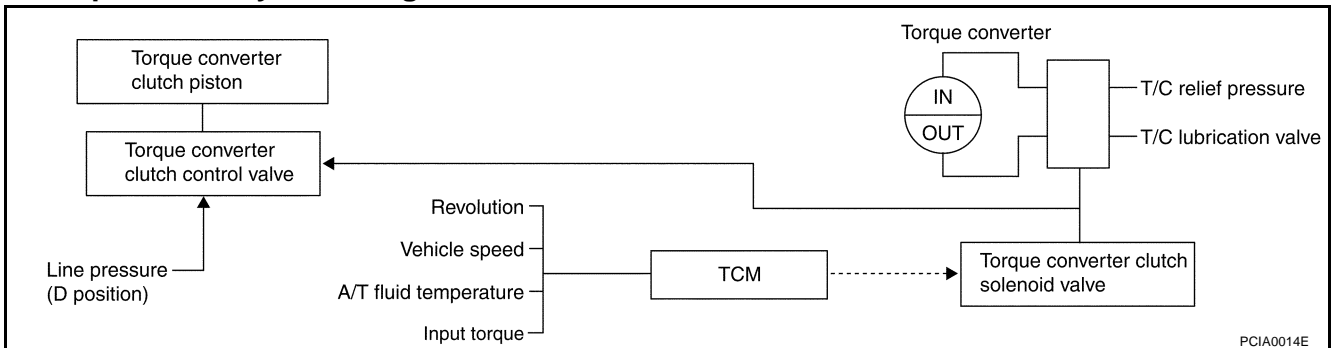 Torque converter
clutch piston
Torque converter
clutch control valve
Line pressure
(D position)
Revolution
Vehicle speed
A/T fluid temperature
Input torque
TCM
Torque converter
IN
OUT
T/C relief pressure
T/C lubrication valve
Torque converter clutch
solenoid valve
PCIA0014E